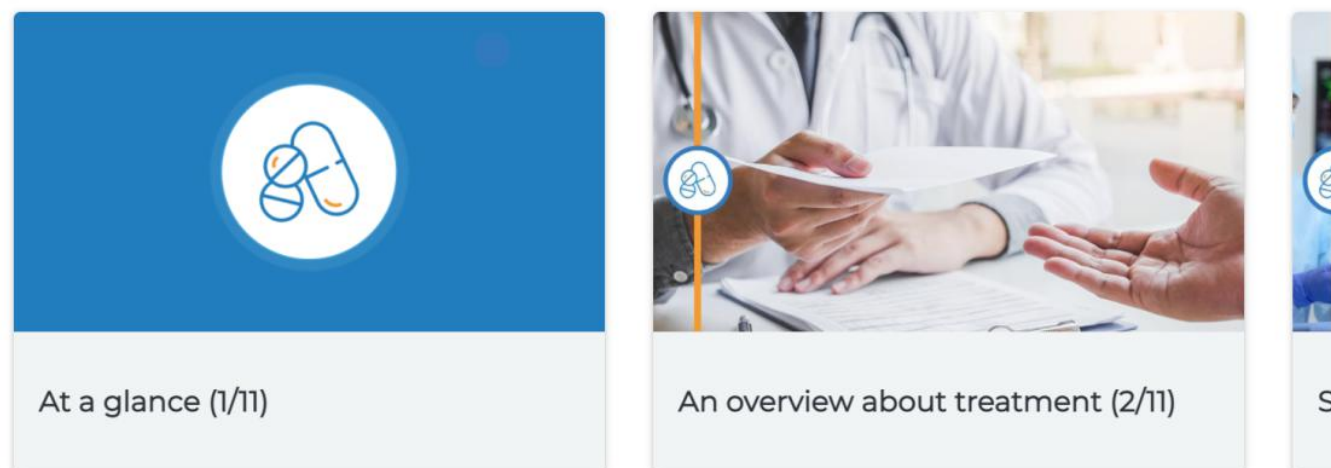 At a glance (1/11)
An overview about treatment (2/11)
S